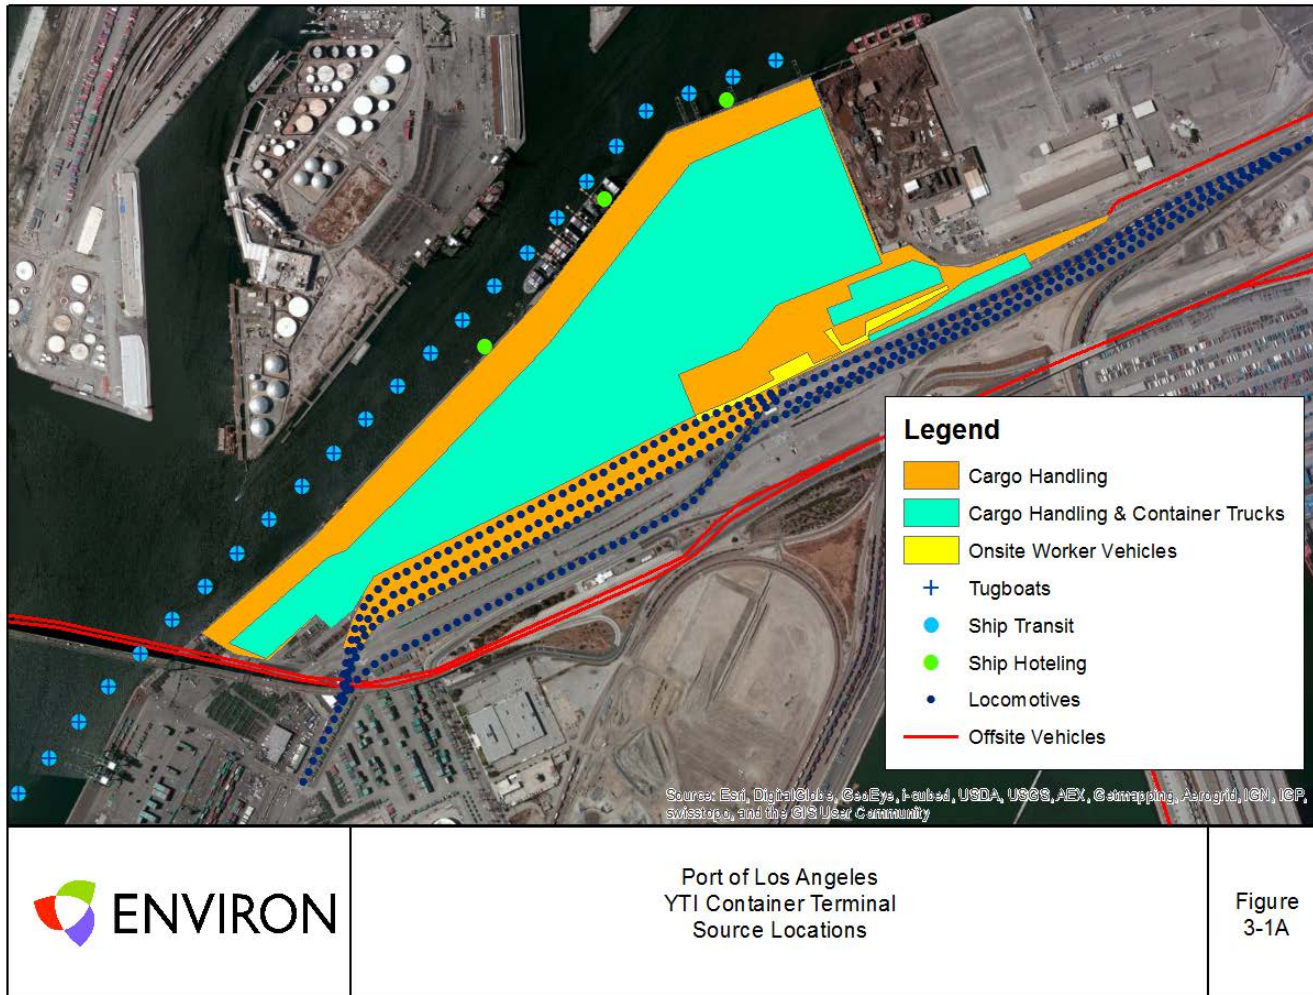 Legend
Cargo Handling
Cargo Handling & Container Trucks
Onsite Worker Vehicles
Tugboats
Ship Transit
Ship Hoteling
Locomotives
Offsite Vehicles
Source: Esri, DigitalGlobe, GeoEye, i-cubed, USDA, USGS, AEX, Getmapping, Aerogrid, IGN, IGP,
swisstopo, and the GIS User Community
ENVIRON
Port of Los Angeles
YTI Container Terminal
Source Locations
Figure
3-1A